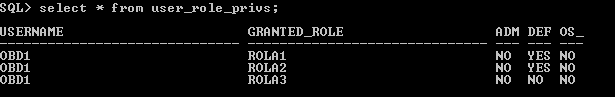 SQL> select * from user_role_privs;
USERNAME GRANTED_ROLE ADM DEF OS_
------------------------------ ------------------------------ --- --- ---
OBD1 ROLA1 NO YES NO
OBD1 ROLA2 NO YES NO
OBD1 ROLA3 NO NO NO